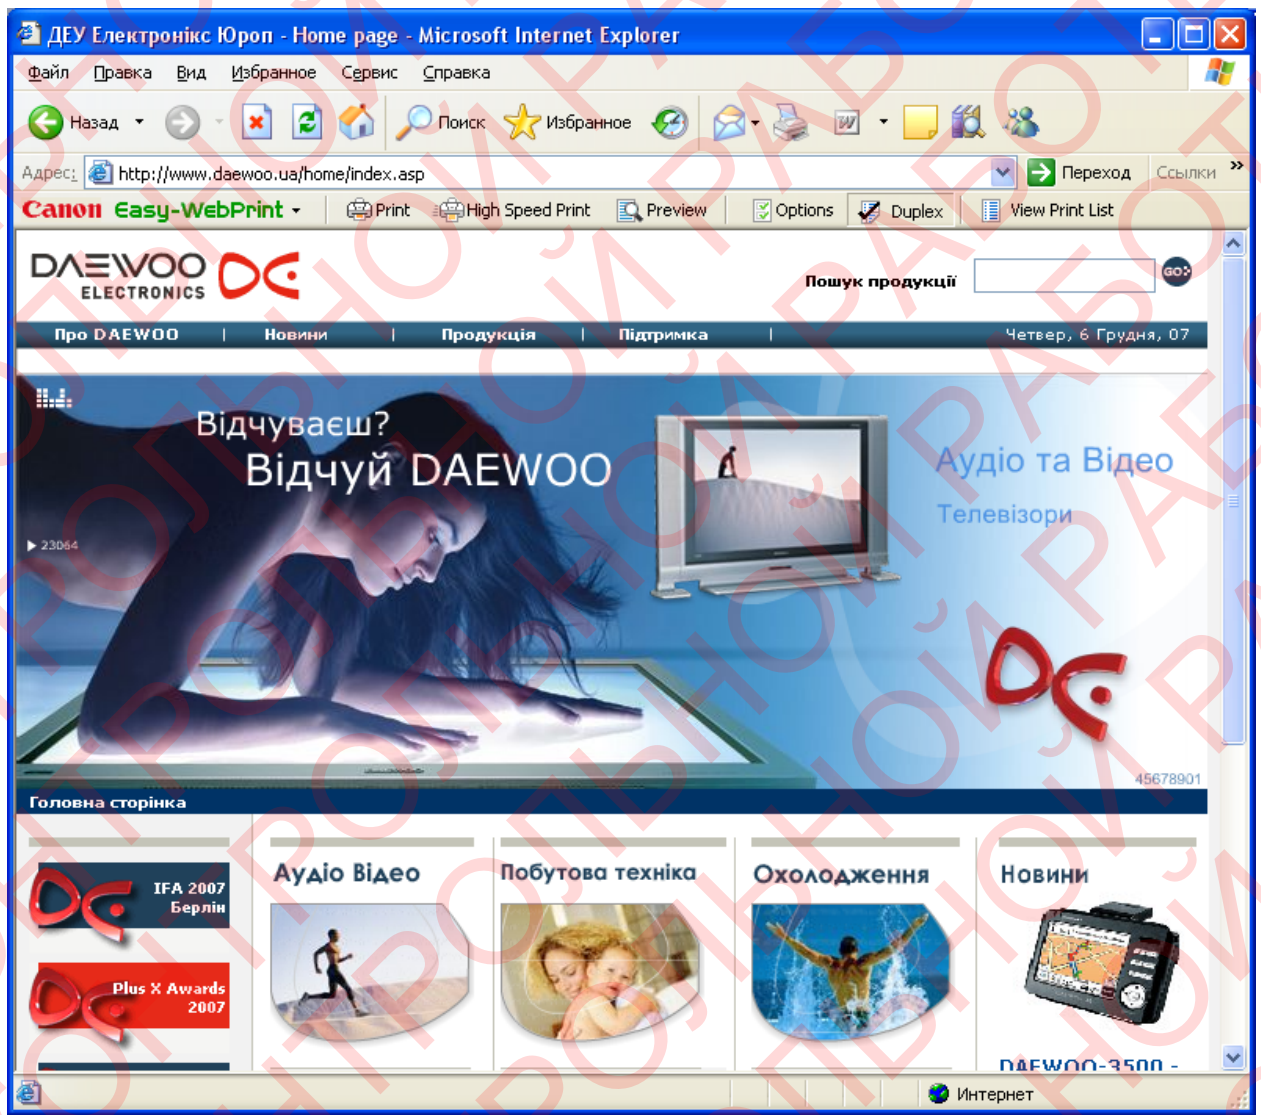 ДЕУ Електронікс Юроп - Home page - Microsoft Internet Explorer
Файл Правка Вид Избранное Сервис Справка
Назад Поиск Избранное
Адрес: http://www.daewoo.ua/home/index.asp Переход Ссылки »
Canon Easy-WebPrint Print High Speed Print Preview Options Duplex View Print List
DAEWOO
ELECTRONICS
Пошук продукції GO
Про DAEWOO | Новини | Продукція | Підтримка | Четвер, 6 Грудня, 07
Відчуваєш?
Відчуй DAEWOO
Аудіо та Відео
Телевізори
23064
45678901
Головна сторінка
IFA 2007
Берлін
Plus X Awards
2007
Аудіо Відео
Побутова техніка
Охолодження
Новини
DAEWOO-3500 -
Интернет